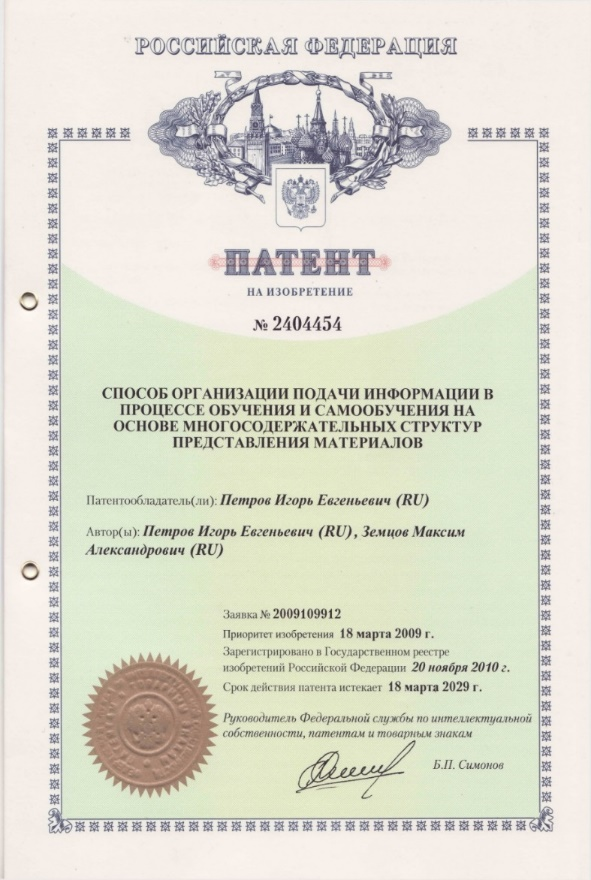 РОССИЙСКАЯ ФЕДЕРАЦИЯ
ПАТЕНТ
НА ИЗОБРЕТЕНИЕ
№ 2404454
СПОСОБ ОРГАНИЗАЦИИ ПОДАЧИ ИНФОРМАЦИИ В
ПРОЦЕССЕ ОБУЧЕНИЯ И САМООБУЧЕНИЯ НА
ОСНОВЕ МНОГОСОДЕРЖАТЕЛЬНЫХ СТРУКТУР
ПРЕДСТАВЛЕНИЯ МАТЕРИАЛОВ
Патентообладатель(ли): Петров Игорь Евгеньевич (RU)
Автор(ы): Петров Игорь Евгеньевич (RU), Земцов Максим
Александрович (RU)
Заявка № 2009109912
Приоритет изобретения 18 марта 2009 г.
Зарегистрировано в Государственном реестре
изобретений Российской Федерации 20 ноября 2010 г.
Срок действия патента истекает 18 марта 2029 г.
Руководитель Федеральной службы по интеллектуальной
собственности, патентам и товарным знакам
Б.П. Симонов